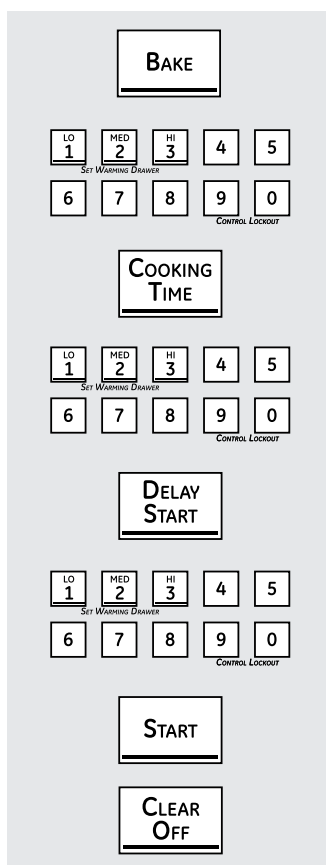 BAKE
LO MED HI
1 2 3 4 5
SET WARMING DRAWER
6 7 8 9 0
CONTROL LOCKOUT
COOKING
TIME
LO MED HI
1 2 3 4 5
SET WARMING DRAWER
6 7 8 9 0
CONTROL LOCKOUT
DELAY
START
LO MED HI
1 2 3 4 5
SET WARMING DRAWER
6 7 8 9 0
CONTROL LOCKOUT
START
CLEAR
OFF